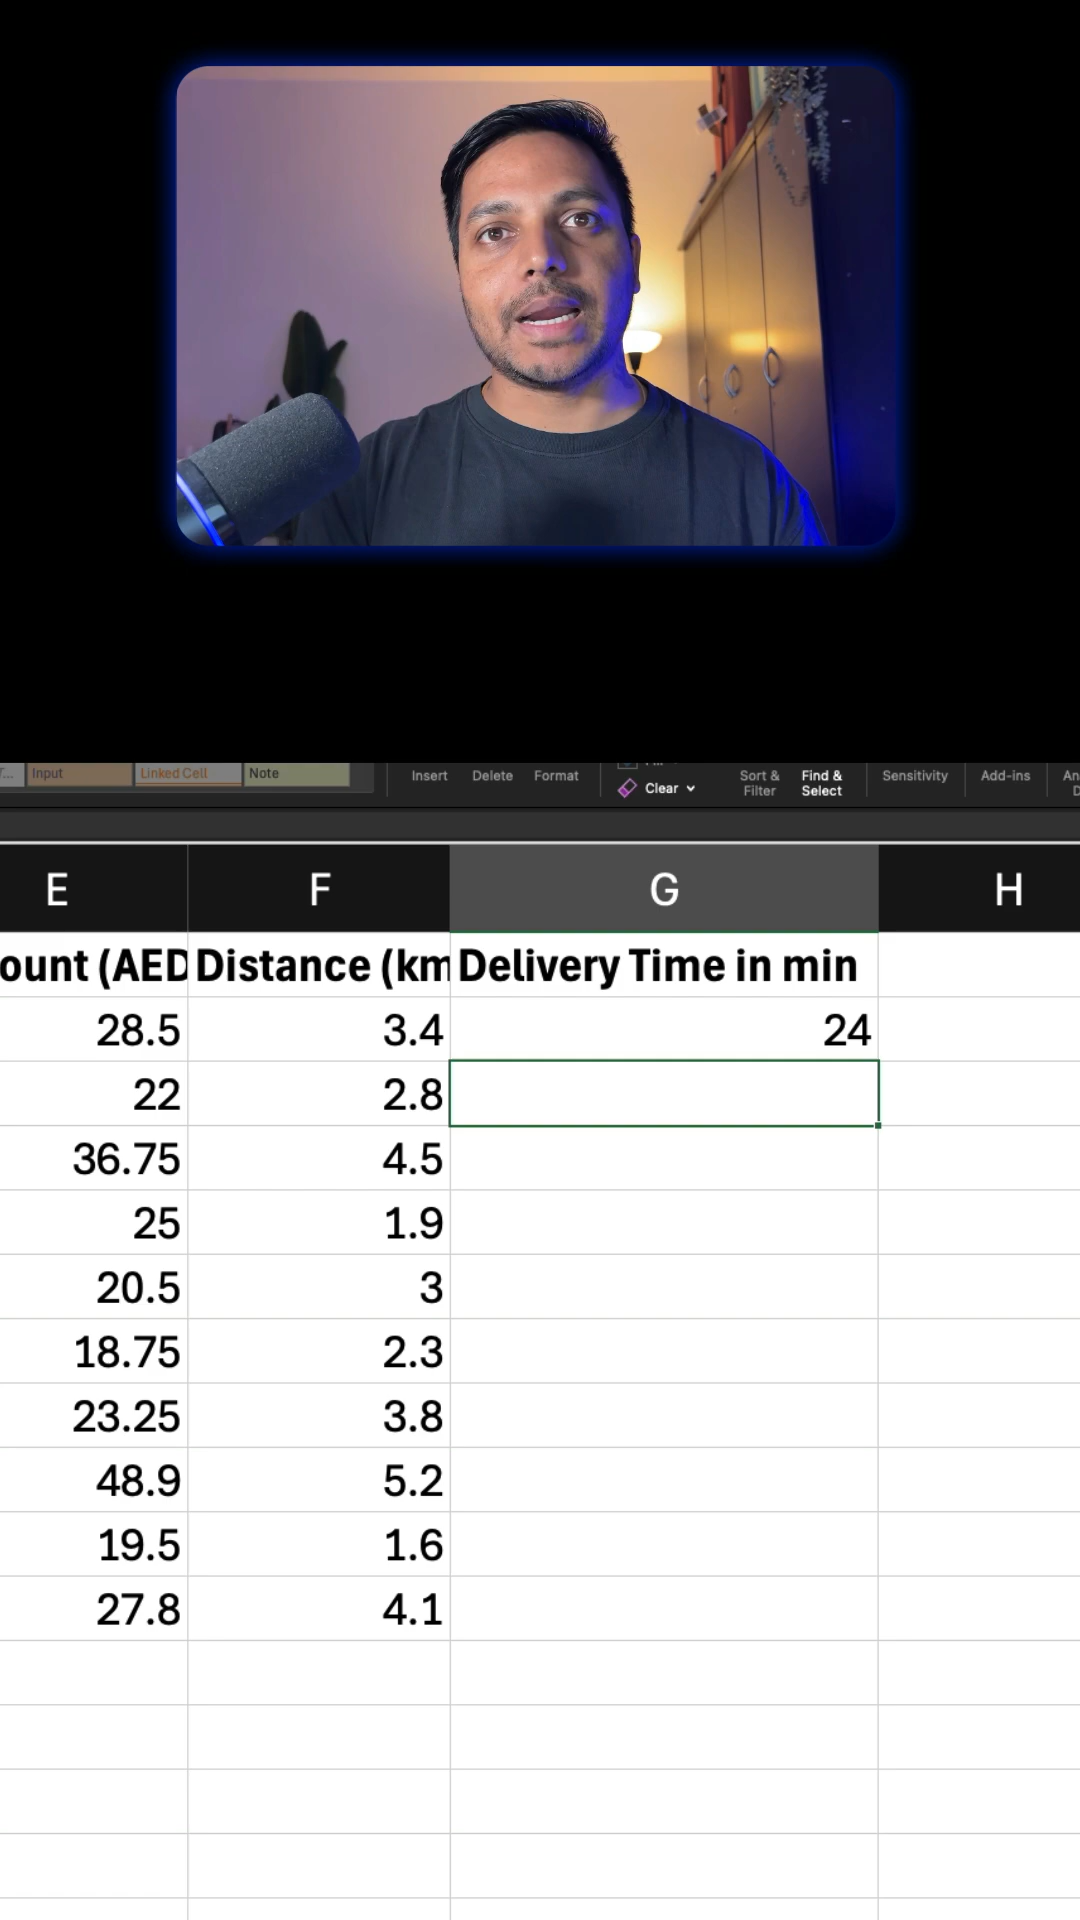 Input Linked Cell Note Insert Delete Format Clear Sort & Filter Find & Select Sensitivity Add-ins
E F G H
ount (AED Distance (km Delivery Time in min
28.5 3.4 24
22 2.8
36.75 4.5
25 1.9
20.5 3
18.75 2.3
23.25 3.8
48.9 5.2
19.5 1.6
27.8 4.1